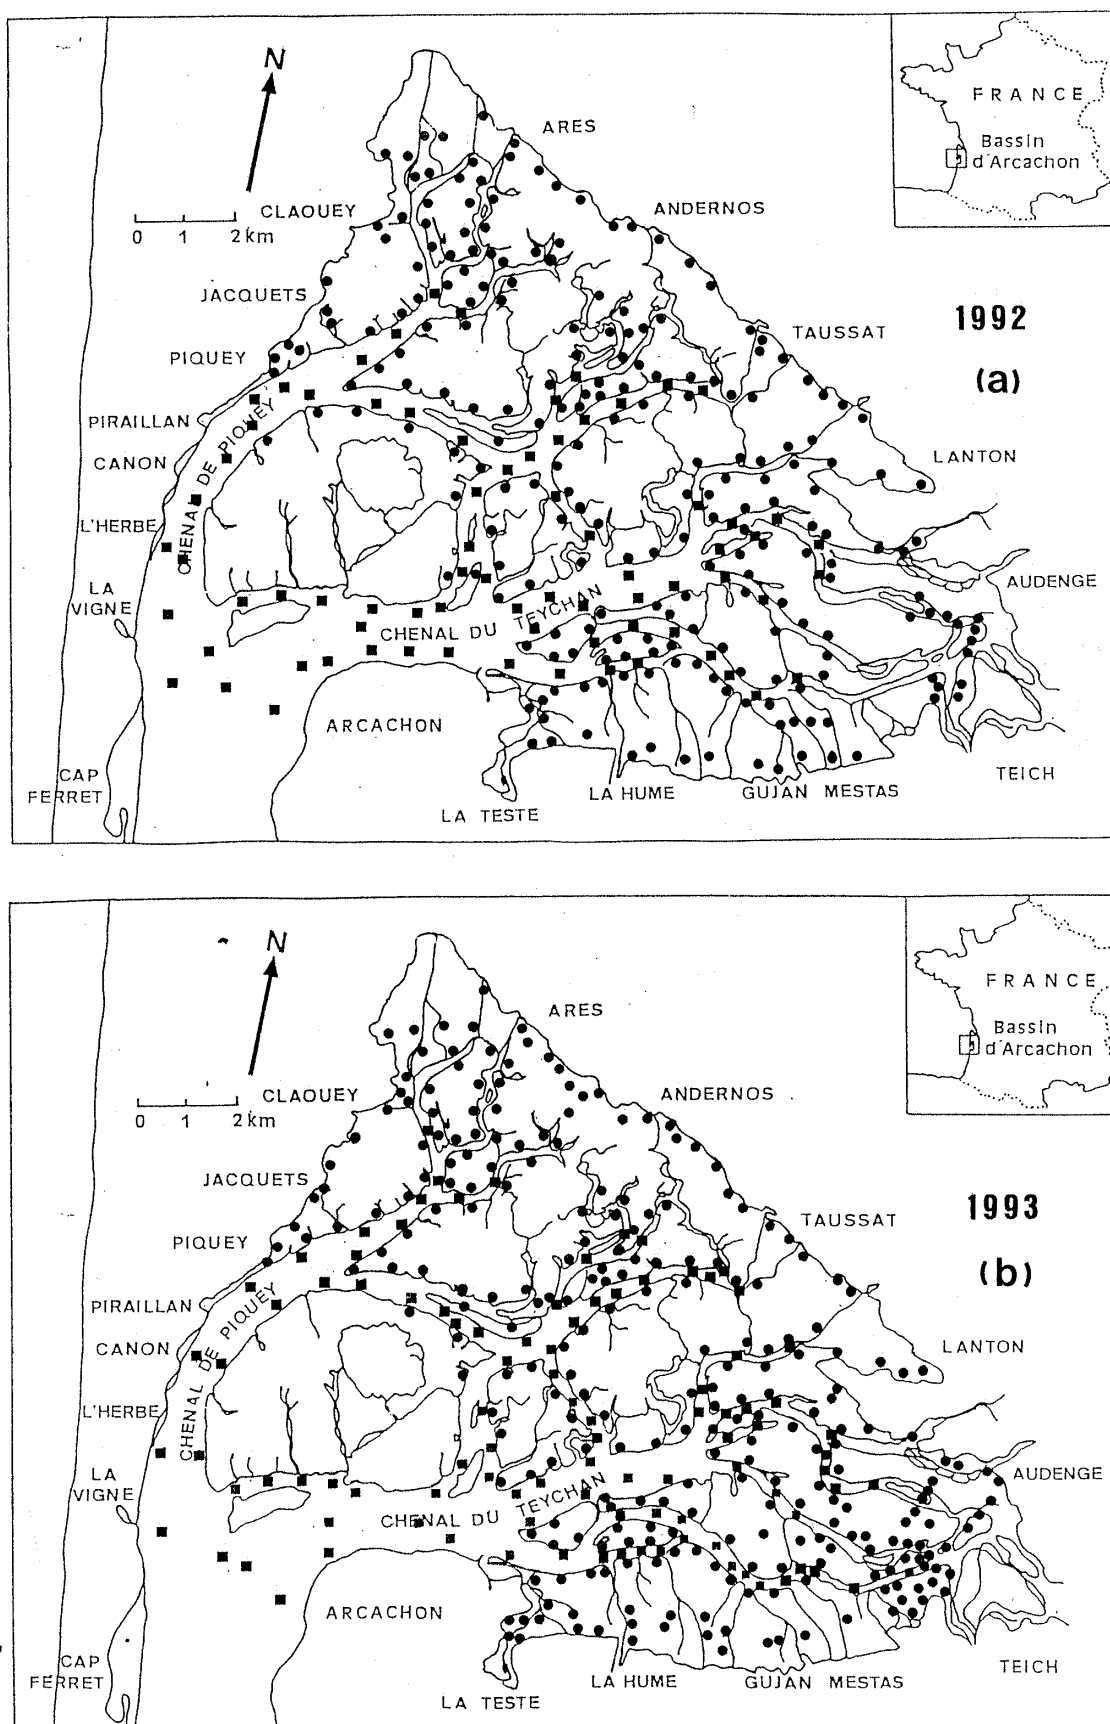 N
FRANCE
Bassin
d'Arcachon
ARES
CLAOUEY
ANDERNOS
0 1 2 km
JACQUETS
1992
TAUSSAT
PIQUEY
(a)
PIRAILLAN
CHENAL DE PIQUEY
CANON
LANTON
L'HERBE
LA
VIGNE
AUDENGE
CHENAL DU TEYCHAN
ARCACHON
CAP
FERRET
TEICH
LA HUME
GUJAN MESTAS
LA TESTE
N
FRANCE
Bassin
d'Arcachon
ARES
CLAOUEY
ANDERNOS
0 1 2 km
JACQUETS
1993
TAUSSAT
PIQUEY
(b)
PIRAILLAN
CHENAL DE PIQUEY
CANON
LANTON
L'HERBE
LA
VIGNE
AUDENGE
CHENAL DU TEYCHAN
ARCACHON
CAP
FERRET
TEICH
LA HUME
GUJAN MESTAS
LA TESTE